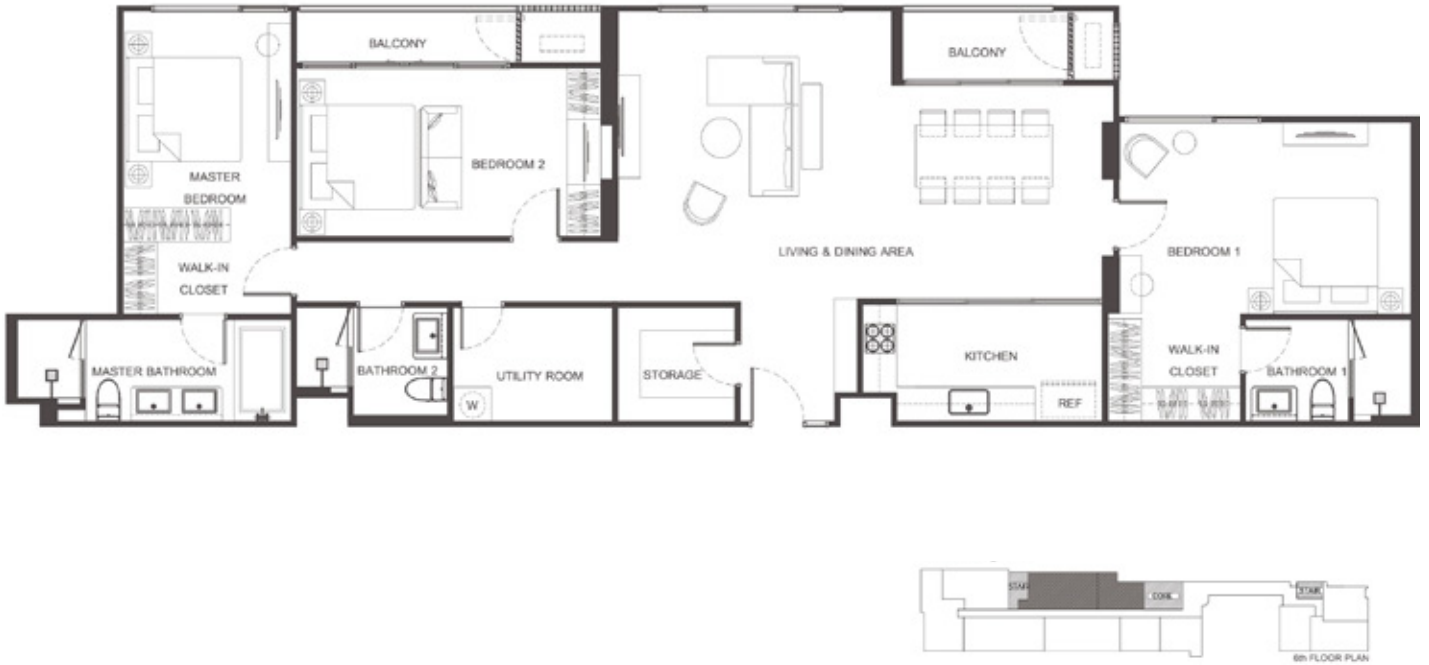 BALCONY
BALCONY
MASTER
BEDROOM
BEDROOM 2
WALK-IN
CLOSET
LIVING & DINING AREA
BEDROOM 1
MASTER BATHROOM
BATHROOM 2
UTILITY ROOM
W
STORAGE
KITCHEN
REF
WALK-IN
CLOSET
BATHROOM 1
STAIR
CORE
STAIR
6th FLOOR PLAN